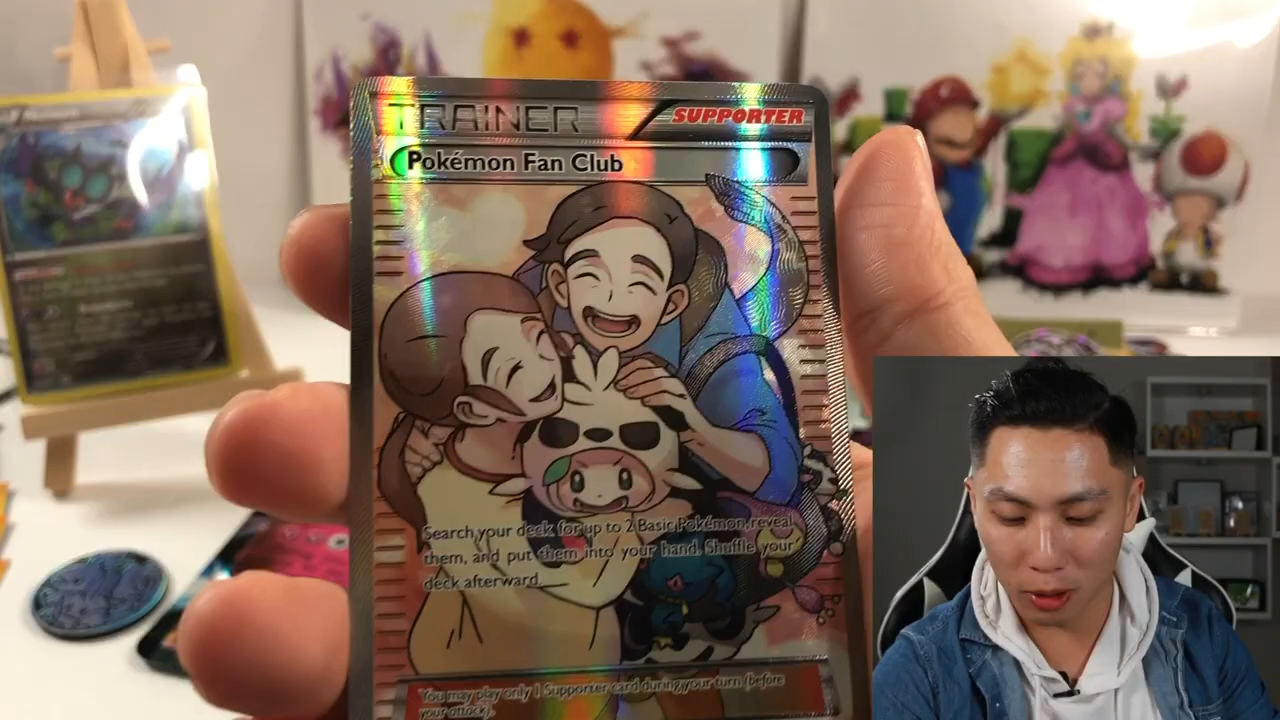 TRAINER
SUPPORTER
Pokémon Fan Club
Search your deck for up to 2 Basic Pokémon, reveal
them, and put them into your hand. Shuffle your
deck afterward.
You may play only 1 Supporter card during your turn (before
your attack).